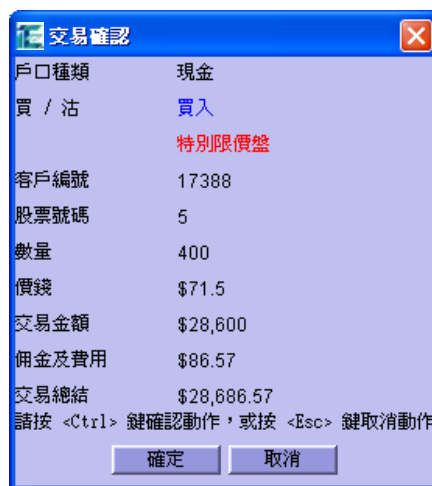 交易確認
戶口種類 現金
買 / 沽 買入
特別限價盤
客戶編號 17388
股票號碼 5
數量 400
價錢 $71.5
交易金額 $28,600
佣金及費用 $86.57
交易總結 $28,686.57
請按 <Ctrl> 鍵確認動作，或按 <Esc> 鍵取消動作
確定 取消